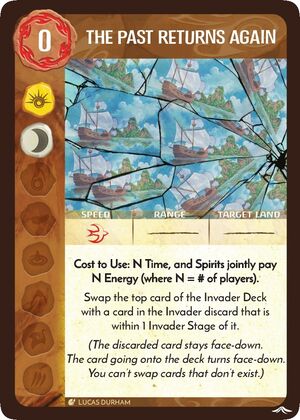 0
THE PAST RETURNS AGAIN
SPEED RANGE TARGET LAND
Cost to Use: N Time, and Spirits jointly pay
N Energy (where N = # of players).
Swap the top card of the Invader Deck
with a card in the Invader discard that is
within 1 Invader Stage of it.
(The discarded card stays face-down.
The card going onto the deck turns face-down.
You can't swap cards that don't exist.)
LUCAS DURHAM